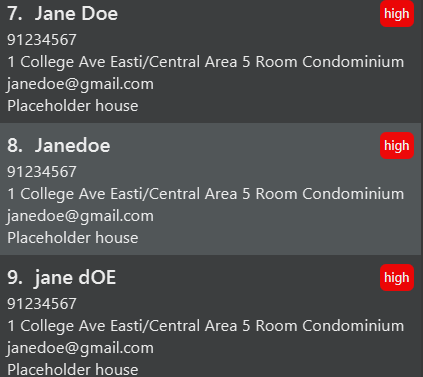 7. Jane Doe high
91234567
1 College Ave Easti/Central Area 5 Room Condominium
janedoe@gmail.com
Placeholder house
8. Janedoe high
91234567
1 College Ave Easti/Central Area 5 Room Condominium
janedoe@gmail.com
Placeholder house
9. jane dOE high
91234567
1 College Ave Easti/Central Area 5 Room Condominium
janedoe@gmail.com
Placeholder house